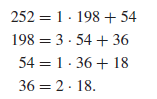 252 = 1 · 198 + 54
198 = 3 · 54 + 36
54 = 1 · 36 + 18
36 = 2 · 18.